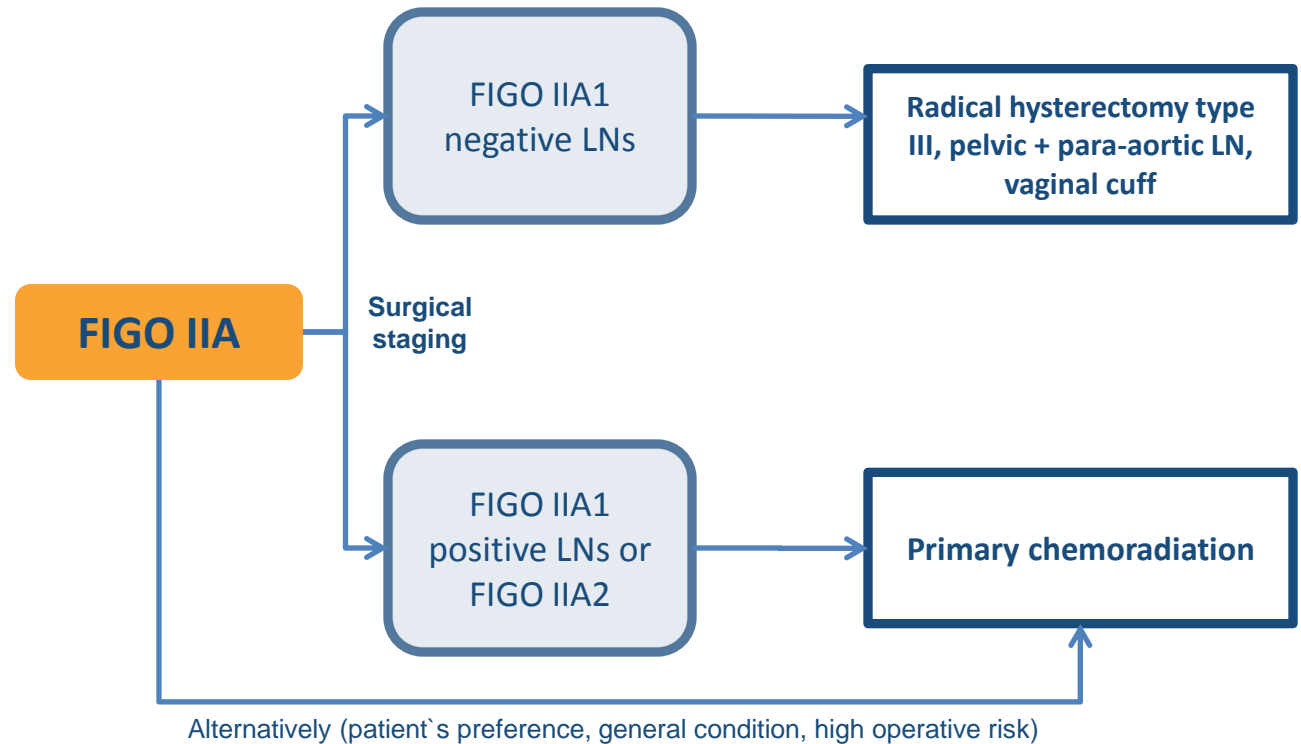 FIGO IIA1
negative LNs
Radical hysterectomy type
III, pelvic + para-aortic LN,
vaginal cuff
FIGO IIA
Surgical
staging
FIGO IIA1
positive LNs or
FIGO IIA2
Primary chemoradiation
Alternatively (patient`s preference, general condition, high operative risk)